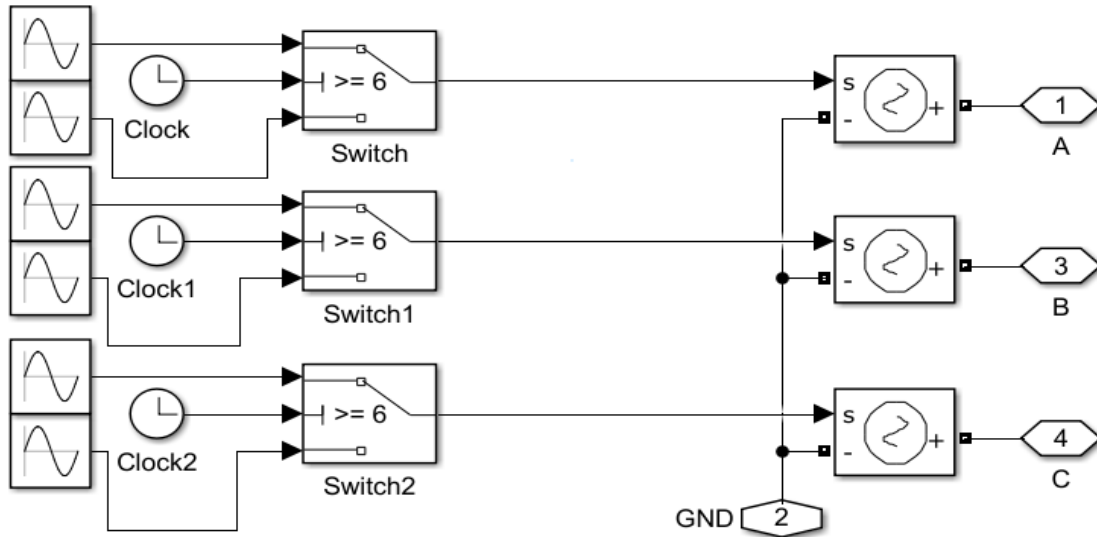 >= 6
Clock
Switch
s
-
+
1
A
>= 6
Clock1
Switch1
s
-
+
3
B
>= 6
Clock2
Switch2
s
-
+
4
C
GND
2